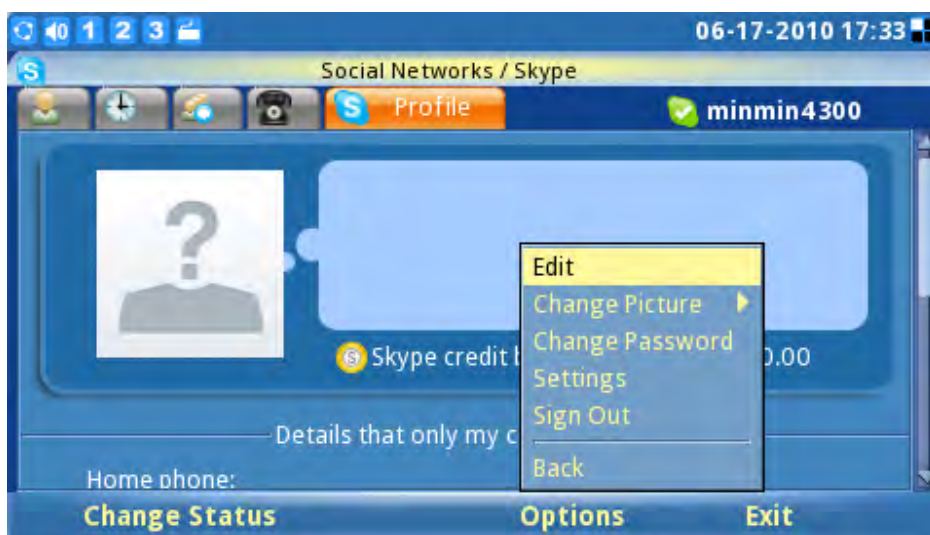 1 2 3 06-17-2010 17:33
Social Networks / Skype
Profile minmin4300
Edit
Change Picture
Change Password
Skype credit 0.00
Settings
Sign Out
Details that only my
Back
Home phone:
Change Status Options Exit